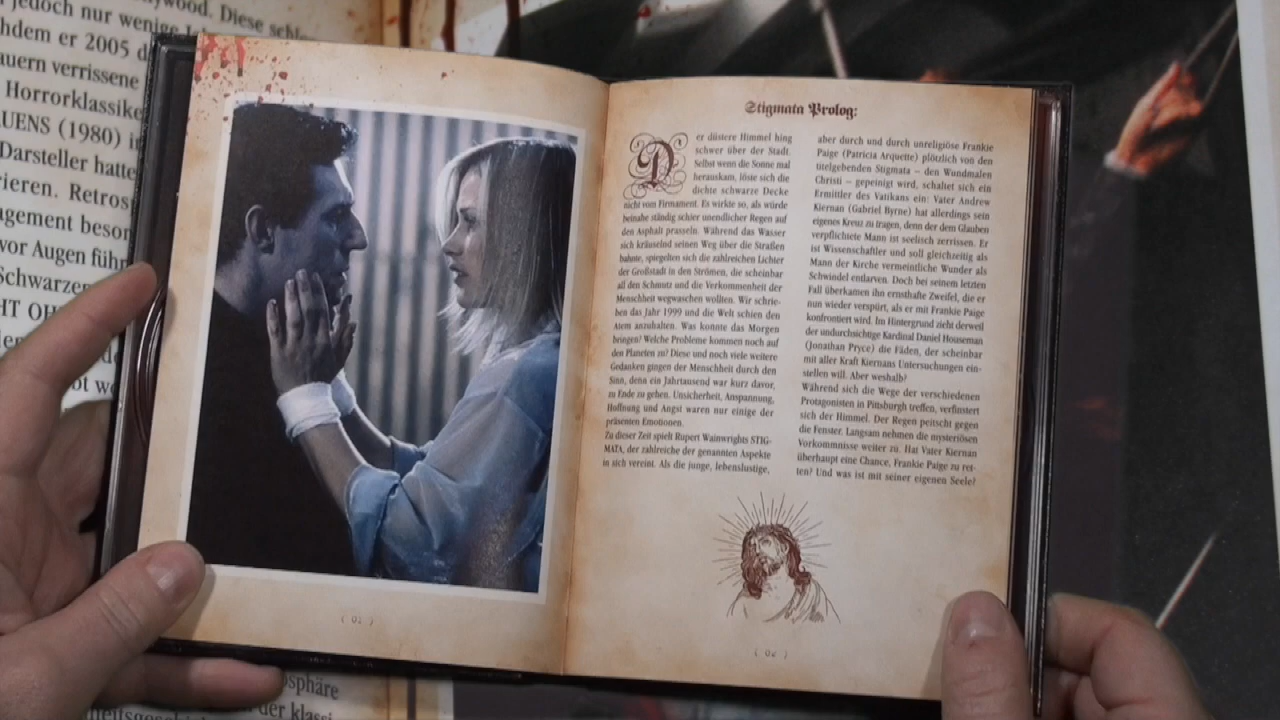 lywood. Diese
jedoch nur wenige
hdem er 2005 d
auern verrissene
Horrorklassike
UENS (1980) in
Darsteller hatte
rieren. Retros
agement beson
vor Augen führ
Schwarzen
HT OH
osphäre
der klassi
( 01 )
Stigmata Prolog:
Der düstere Himmel hing
schwer über der Stadt.
Selbst wenn die Sonne mal
herauskam, löste sich die
dichte schwarze Decke
nicht vom Firmament. Es wirkte so, als würde
beinahe ständig schier unendlicher Regen auf
den Asphalt prasseln. Während das Wasser
sich kräuselnd seinen Weg über die Straßen
bahnte, spiegelten sich die zahlreichen Lichter
der Großstadt in den Strömen, die scheinbar
all den Schmutz und die Verkommenheit der
Menschheit wegwaschen wollten. Wir schrie-
ben das Jahr 1999 und die Welt schien den
Atem anzuhalten. Was konnte das Morgen
bringen? Welche Probleme kommen noch auf
den Planeten zu? Diese und noch viele weitere
Gedanken gingen der Menschheit durch den
Sinn, denn ein Jahrtausend war kurz davor,
zu Ende zu gehen. Unsicherheit, Anspannung,
Hoffnung und Angst waren nur einige der
präsenten Emotionen.
Zu dieser Zeit spielt Rupert Wainwrights STIG-
MATA, der zahlreiche der genannten Aspekte
in sich vereint. Als die junge, lebenslustige,
aber durch und durch unreligiöse Frankie
Paige (Patricia Arquette) plötzlich von den
titelgebenden Stigmata – den Wundmalen
Christi – gepeinigt wird, schaltet sich ein
Ermittler des Vatikans ein: Vater Andrew
Kiernan (Gabriel Byrne) hat allerdings sein
eigenes Kreuz zu tragen, denn der dem Glauben
verpflichtete Mann ist seelisch zerrissen. Er
ist Wissenschaftler und soll gleichzeitig als
Mann der Kirche vermeintliche Wunder als
Schwindel entlarven. Doch bei seinem letzten
Fall überkamen ihn ernsthafte Zweifel, die er
nun wieder verspürt, als er mit Frankie Paige
konfrontiert wird. Im Hintergrund zieht derweil
der undurchsichtige Kardinal Daniel Houseman
(Jonathan Pryce) die Fäden, der scheinbar
mit aller Kraft Kiernans Untersuchungen ein-
stellen will. Aber weshalb?
Während sich die Wege der verschiedenen
Protagonisten in Pittsburgh treffen, verfinstert
sich der Himmel. Der Regen peitscht gegen
die Fenster. Langsam nehmen die mysteriösen
Vorkommnisse weiter zu. Hat Vater Kiernan
überhaupt eine Chance, Frankie Paige zu ret-
ten? Und was ist mit seiner eigenen Seele?
( 02 )